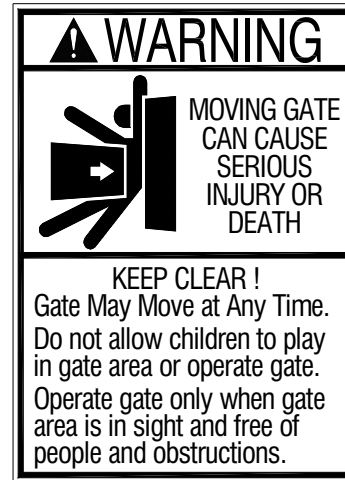 WARNING
MOVING GATE
CAN CAUSE
SERIOUS
INJURY OR
DEATH
KEEP CLEAR !
Gate May Move at Any Time.
Do not allow children to play
in gate area or operate gate.
Operate gate only when gate
area is in sight and free of
people and obstructions.